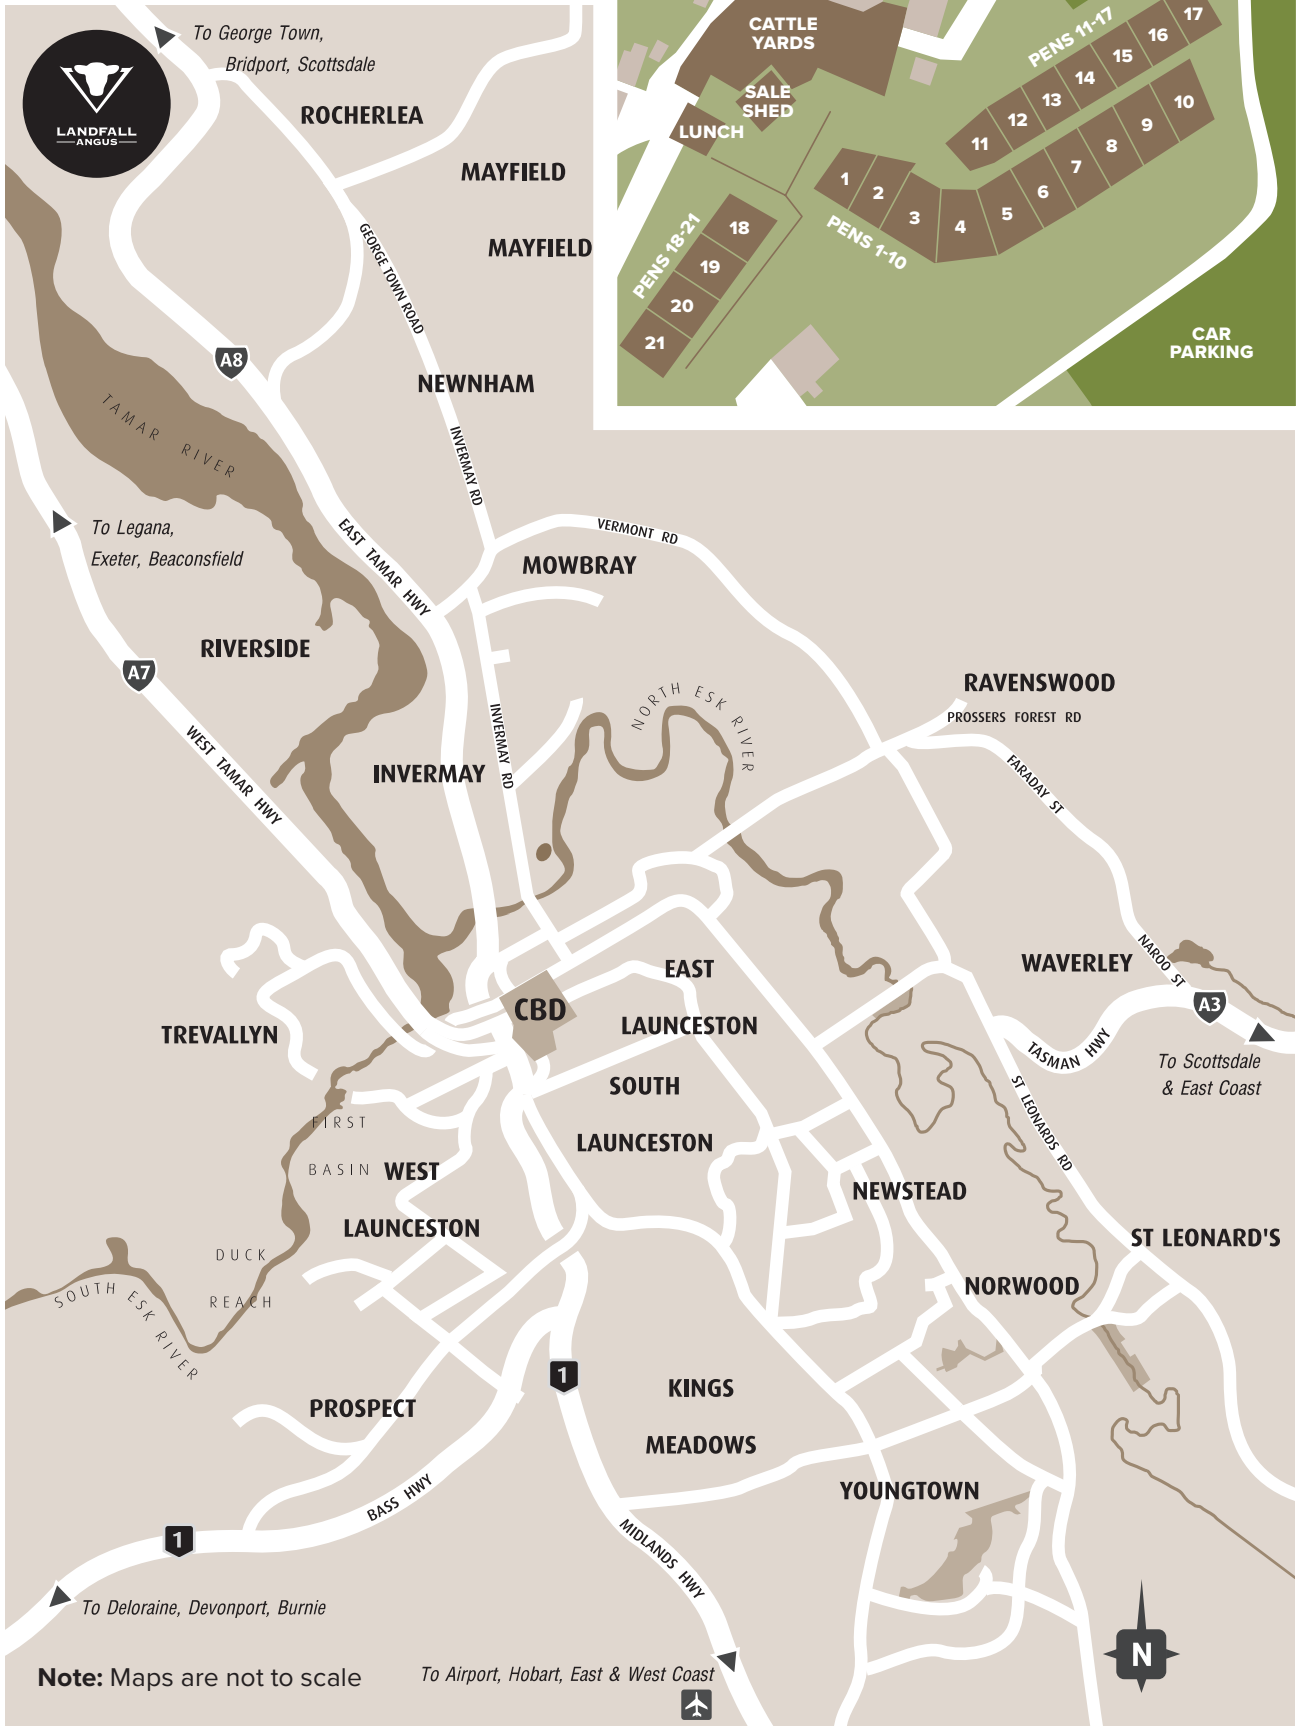 LANDFALL
ANGUS
To George Town,
Bridport, Scottsdale
ROCHERLEA
MAYFIELD
MAYFIELD
GEORGE TOWN ROAD
A8
NEWNHAM
TAMAR RIVER
INVERMAY RD
To Legana,
Exeter, Beaconsfield
EAST TAMAR HWY
VERMONT RD
MOWBRAY
RIVERSIDE
A7
WEST TAMAR HWY
INVERMAY
INVERMAY RD
NORTH ESK RIVER
RAVENSWOOD
PROSSERS FOREST RD
FARADAY ST
WAVERLEY
NAROO ST
A3
TASMAN HWY
To Scottsdale
& East Coast
ST LEONARDS RD
TREVALLYN
CBD
EAST
LAUNCESTON
SOUTH
LAUNCESTON
FIRST
BASIN
WEST
LAUNCESTON
NEWSTEAD
ST LEONARD'S
NORWOOD
DUCK
REACH
SOUTH ESK RIVER
1
PROSPECT
KINGS
MEADOWS
YOUNGTOWN
BASS HWY
1
MIDLANDS HWY
To Deloraine, Devonport, Burnie
Note: Maps are not to scale
To Airport, Hobart, East & West Coast
N
CATTLE
YARDS
SALE
SHED
LUNCH
PENS 11-17
17
16
15
14
13
12
11
10
9
8
7
6
5
4
3
2
1
PENS 1-10
PENS 18-21
18
19
20
21
CAR
PARKING